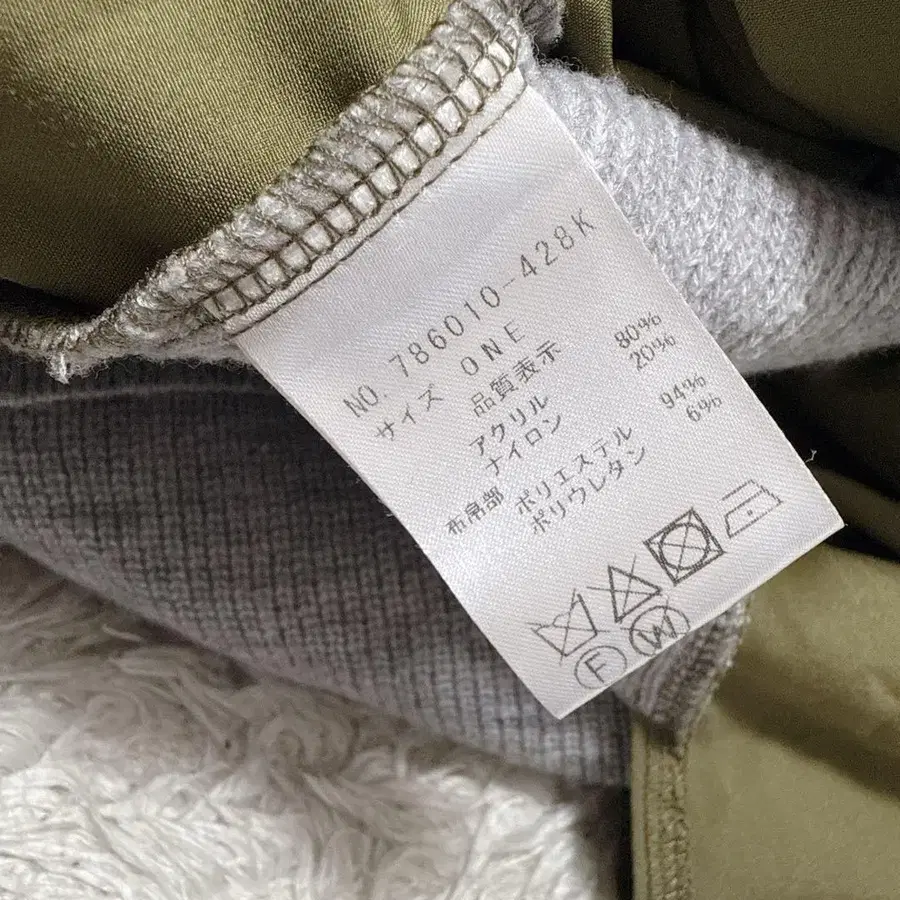 NO. 786010-428K
サイズ ONE
品質表示
アクリル 80%
ナイロン 20%
布帛部 ポリエステル 94%
ポリウレタン 6%
F W